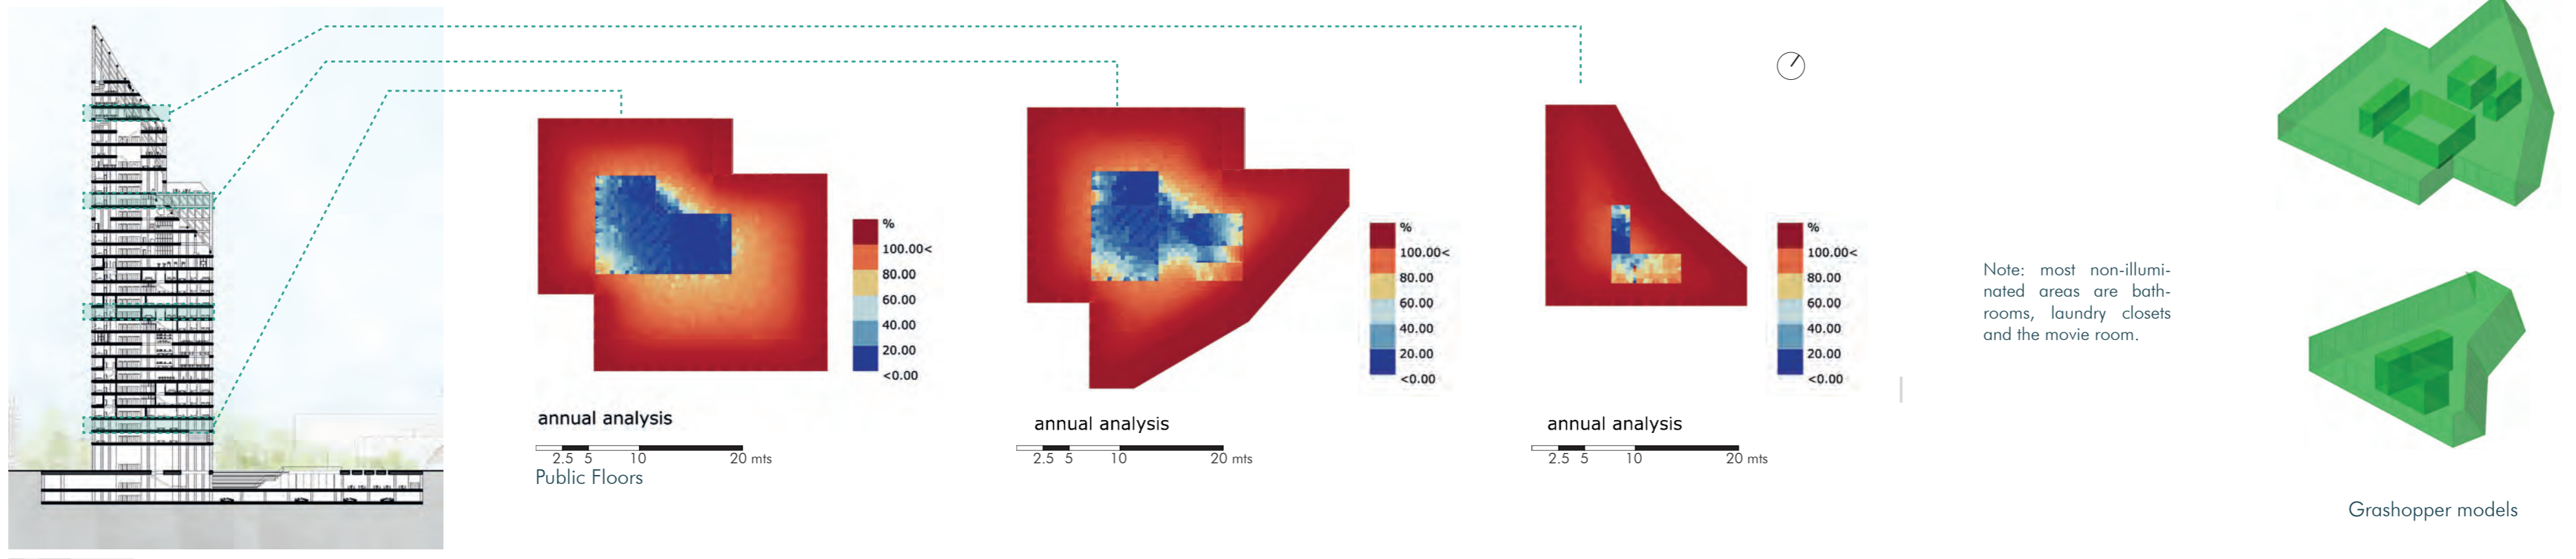 %
100.00<
80.00
60.00
40.00
20.00
<0.00
annual analysis
2.5 5 10 20 mts
Public Floors
%
100.00<
80.00
60.00
40.00
20.00
<0.00
annual analysis
2.5 5 10 20 mts
%
100.00<
80.00
60.00
40.00
20.00
<0.00
annual analysis
2.5 5 10 20 mts
Note: most non-illumi-
nated areas are bath-
rooms, laundry closets
and the movie room.
Grashopper models